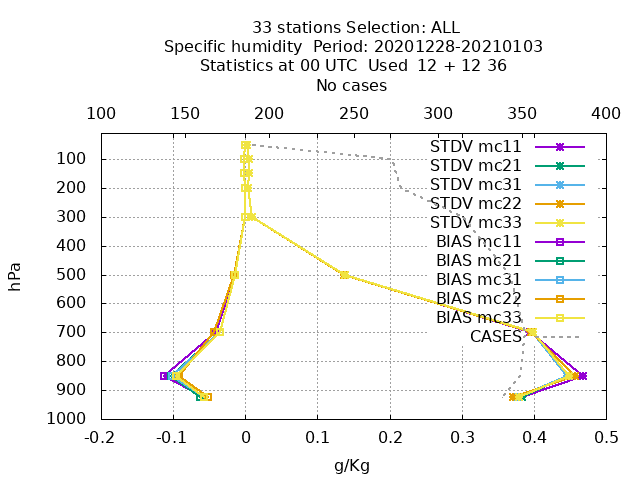 33 stations Selection: ALL
Specific humidity Period: 20201228-20210103
Statistics at 00 UTC Used 12 + 12 36
No cases
100 150 200 250 300 350 400
STDV mc11
100
STDV mc21
STDV mc31
200
STDV mc22
300
STDV mc33
BIAS mc11
400
BIAS mc21
500
BIAS mc31
BIAS mc22
600
BIAS mc33
700
CASES
800
900
1000
hPa
-0.2 -0.1 0 0.1 0.2 0.3 0.4 0.5
g/Kg